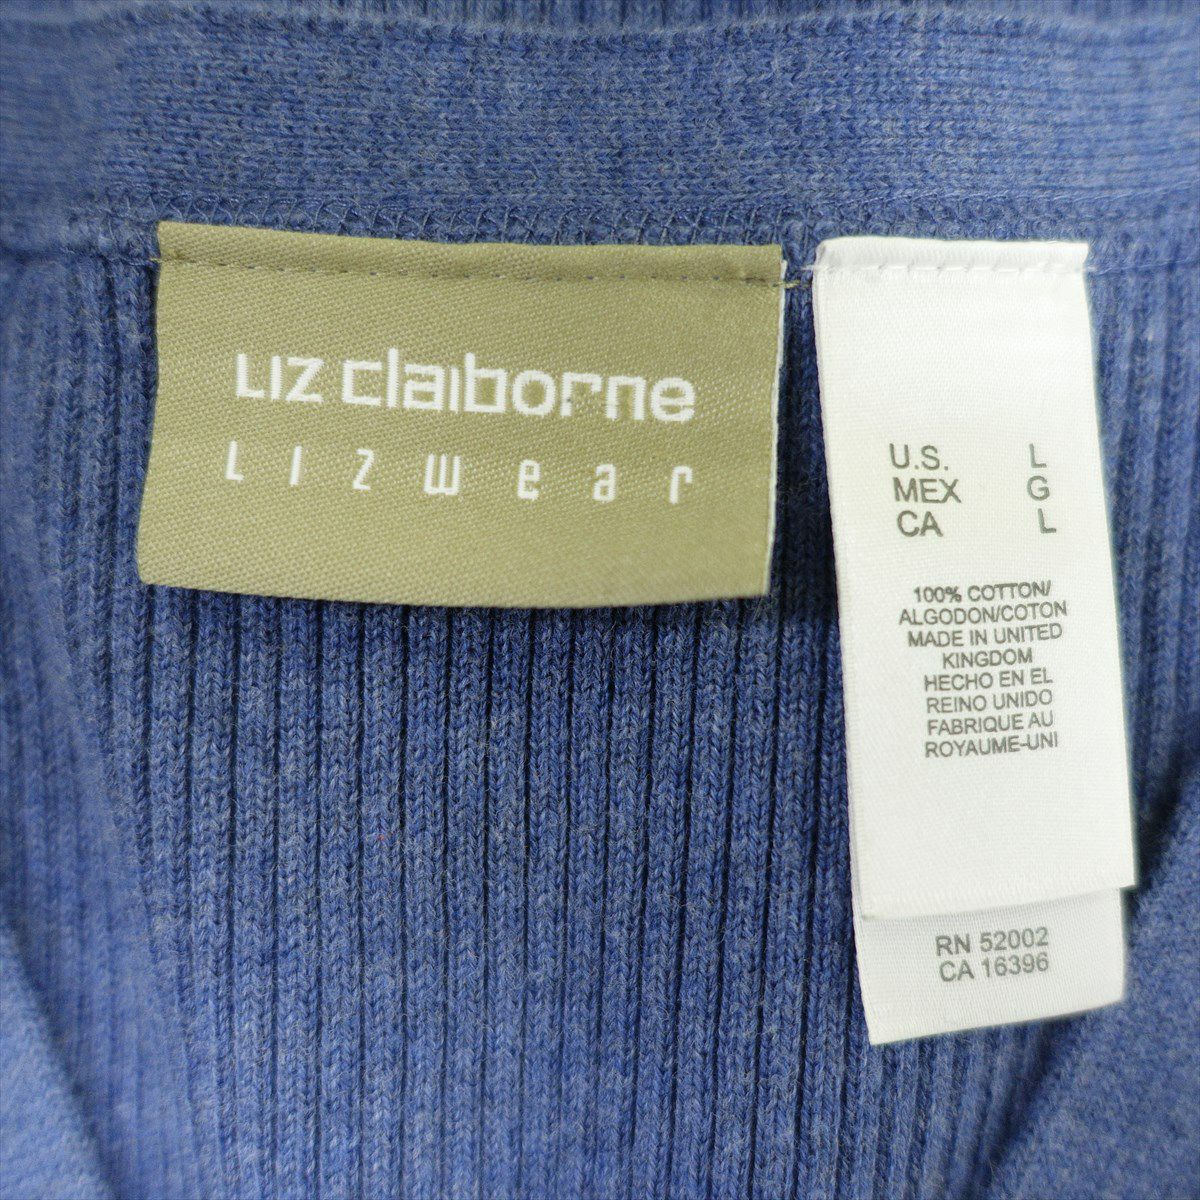 Liz claiborne
Lizwear
U.S. L
MEX G
CA L
100% COTTON/
ALGODON/COTON
MADE IN UNITED
KINGDOM
HECHO EN EL
REINO UNIDO
FABRIQUE AU
ROYAUME-UNI
RN 52002
CA 16396